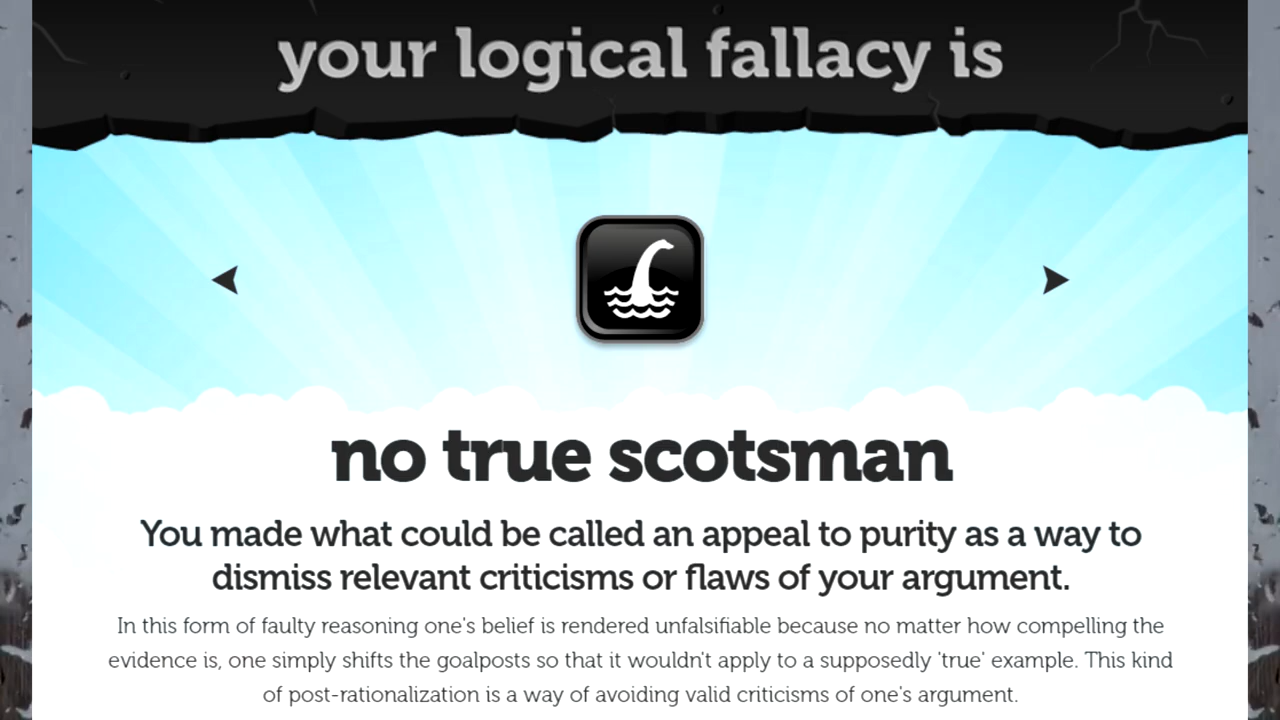 your logical fallacy is
no true scotsman
You made what could be called an appeal to purity as a way to
dismiss relevant criticisms or flaws of your argument.
In this form of faulty reasoning one's belief is rendered unfalsifiable because no matter how compelling the
evidence is, one simply shifts the goalposts so that it wouldn't apply to a supposedly 'true' example. This kind
of post-rationalization is a way of avoiding valid criticisms of one's argument.